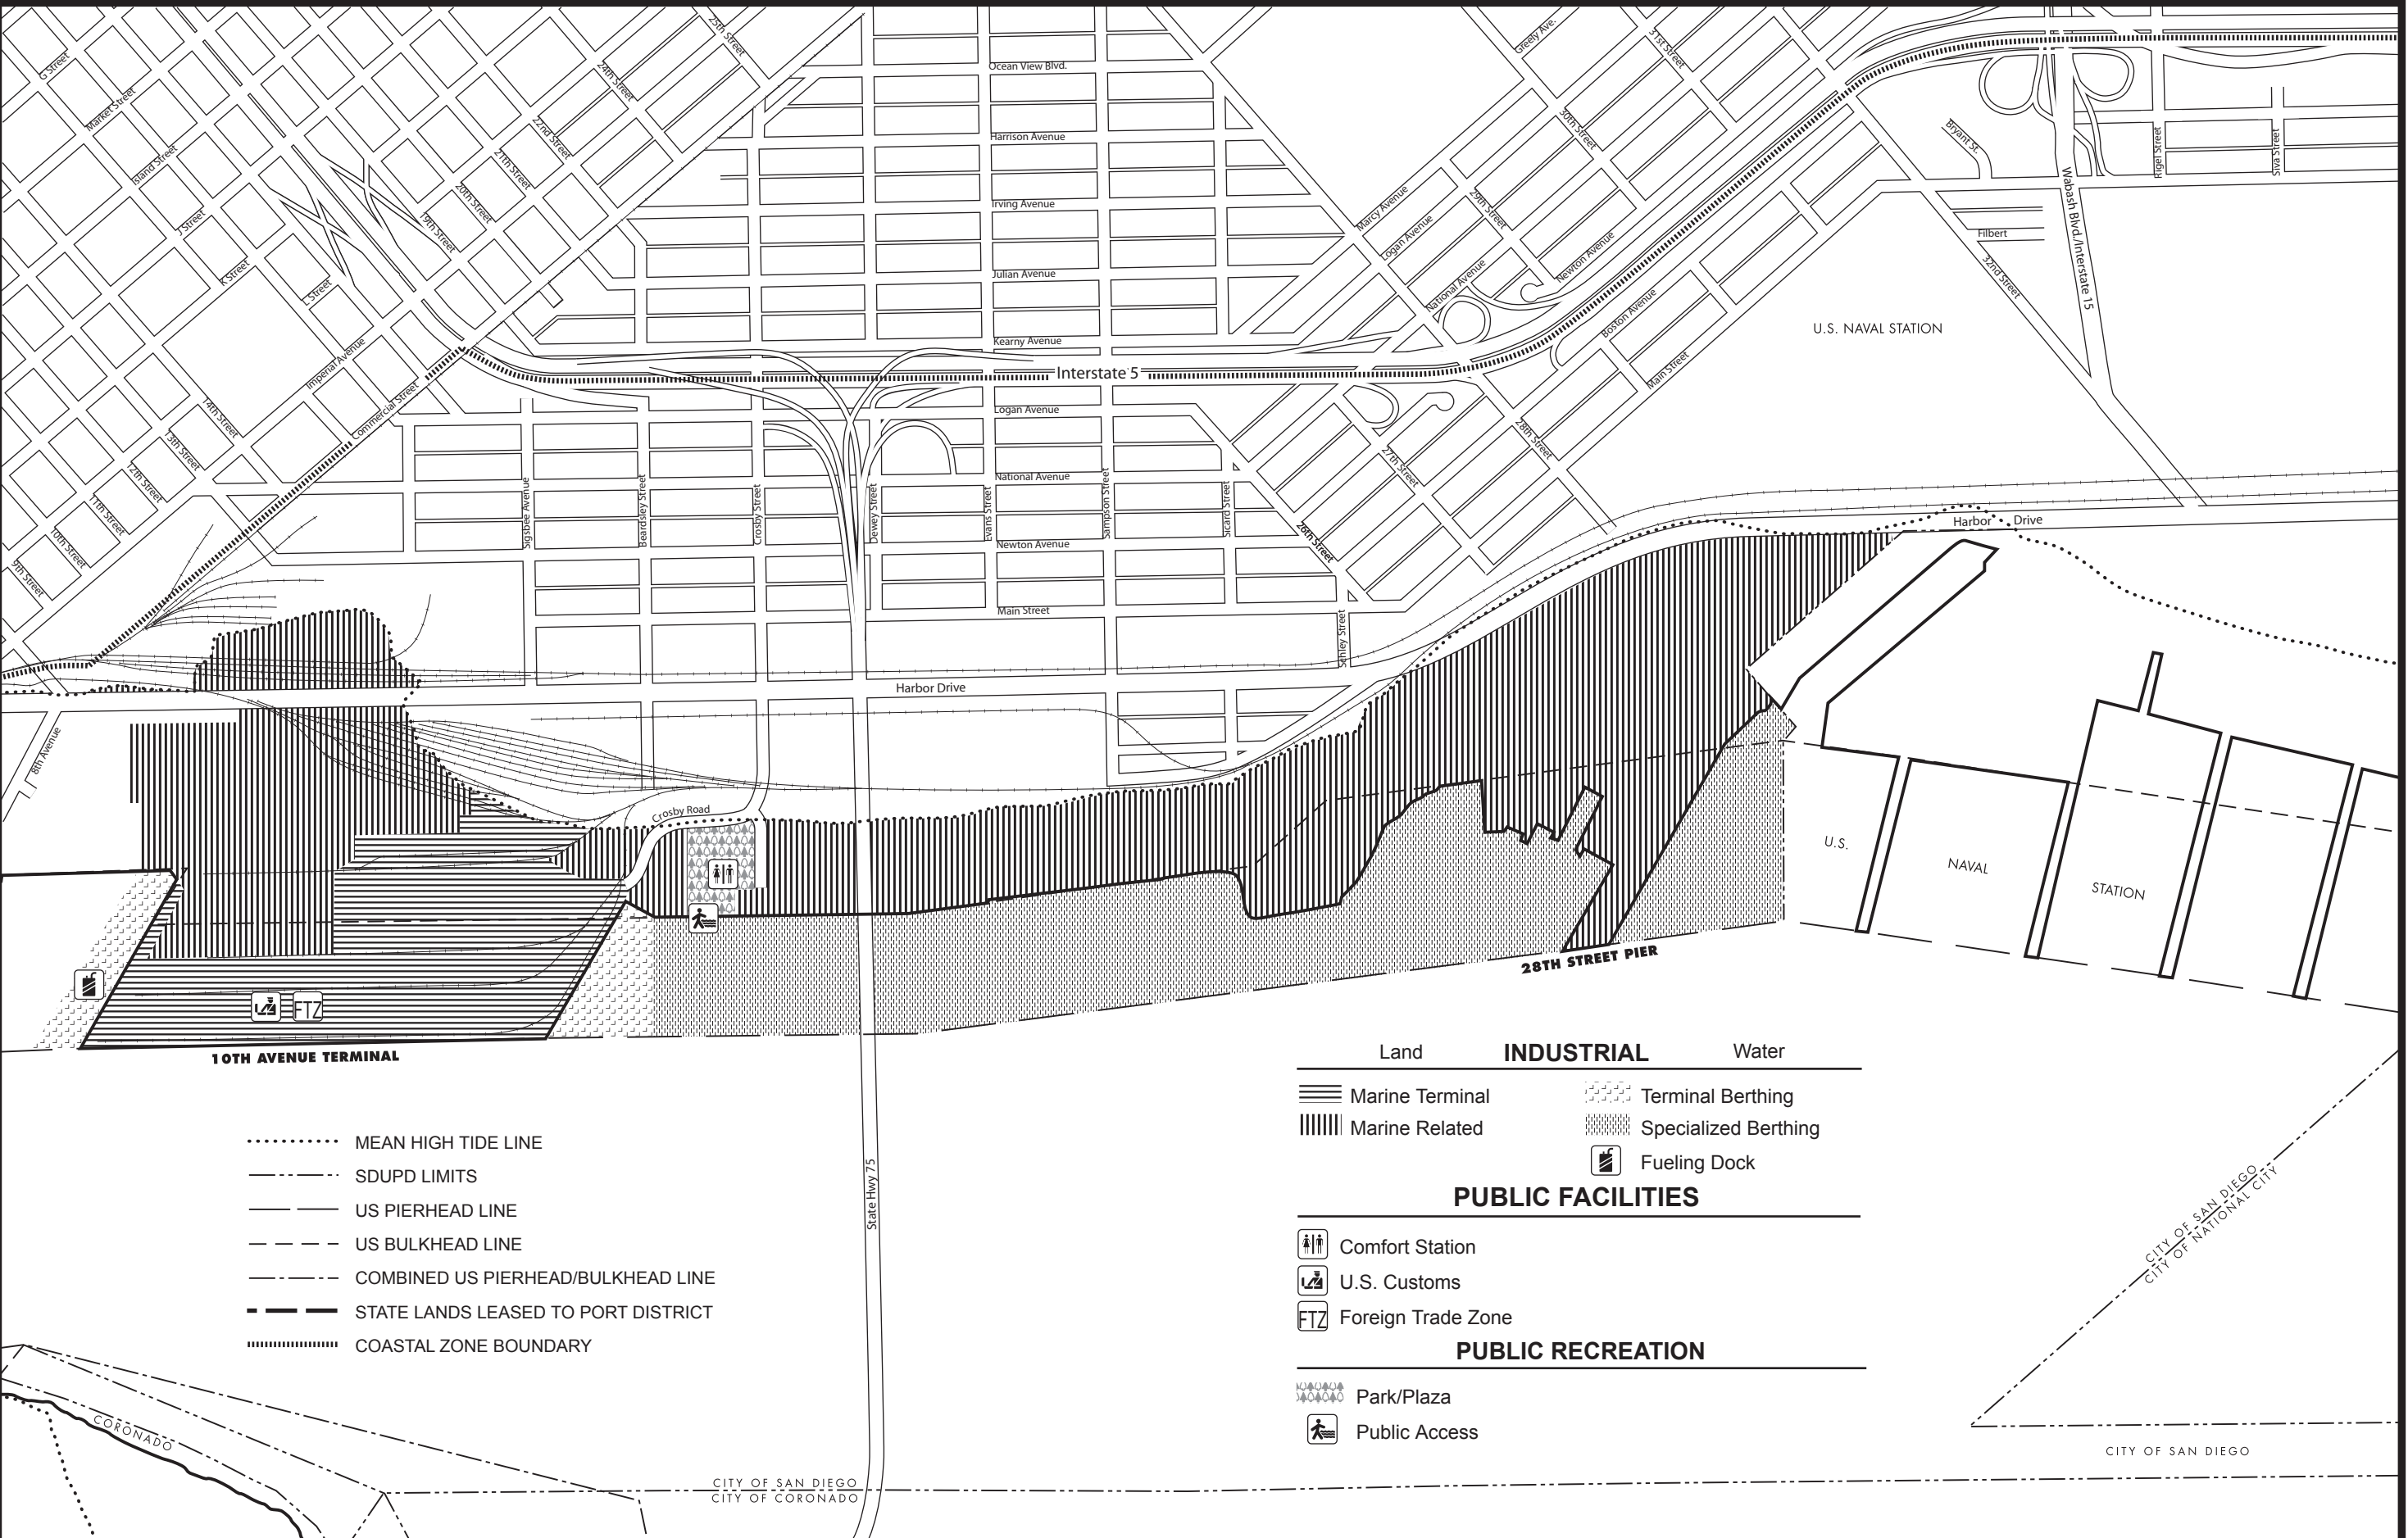 G Street
Market Street
Island Street
J Street
K Street
L Street
Imperial Avenue
Commercial Street
25th Street
24th Street
22nd Street
21th Street
20th Street
19th Street
14th Street
13th Street
12th Street
11th Street
10th Street
9th Street
8th Avenue
Ocean View Blvd.
Harrison Avenue
Irving Avenue
Julian Avenue
Kearny Avenue
Interstate 5
Logan Avenue
National Avenue
Newton Avenue
Main Street
Harbor Drive
Sigsbee Avenue
Beardsley Street
Crosby Street
Dewey Street
Evans Street
Sampson Street
Sicard Street
26th Street
Schley Street
27th Street
28th Street
Greely Ave.
31st Street
30th Street
29th Street
Marcy Avenue
Logan Avenue
National Avenue
Newton Avenue
Boston Avenue
Main Street
Bryant St.
Filbert
32nd Street
Wabash Blvd./Interstate 15
Rigel Street
Siva Street
U.S. NAVAL STATION
Harbor Drive
Crosby Road
U.S.
NAVAL
STATION
28TH STREET PIER
FTZ
10TH AVENUE TERMINAL
State Hwy 75
MEAN HIGH TIDE LINE
SDUPD LIMITS
US PIERHEAD LINE
US BULKHEAD LINE
COMBINED US PIERHEAD/BULKHEAD LINE
STATE LANDS LEASED TO PORT DISTRICT
COASTAL ZONE BOUNDARY
Land INDUSTRIAL Water
Marine Terminal
Terminal Berthing
Marine Related
Specialized Berthing
Fueling Dock
PUBLIC FACILITIES
Comfort Station
U.S. Customs
FTZ Foreign Trade Zone
PUBLIC RECREATION
Park/Plaza
Public Access
CITY OF SAN DIEGO
CITY OF NATIONAL CITY
CITY OF SAN DIEGO
CORONADO
CITY OF SAN DIEGO
CITY OF CORONADO